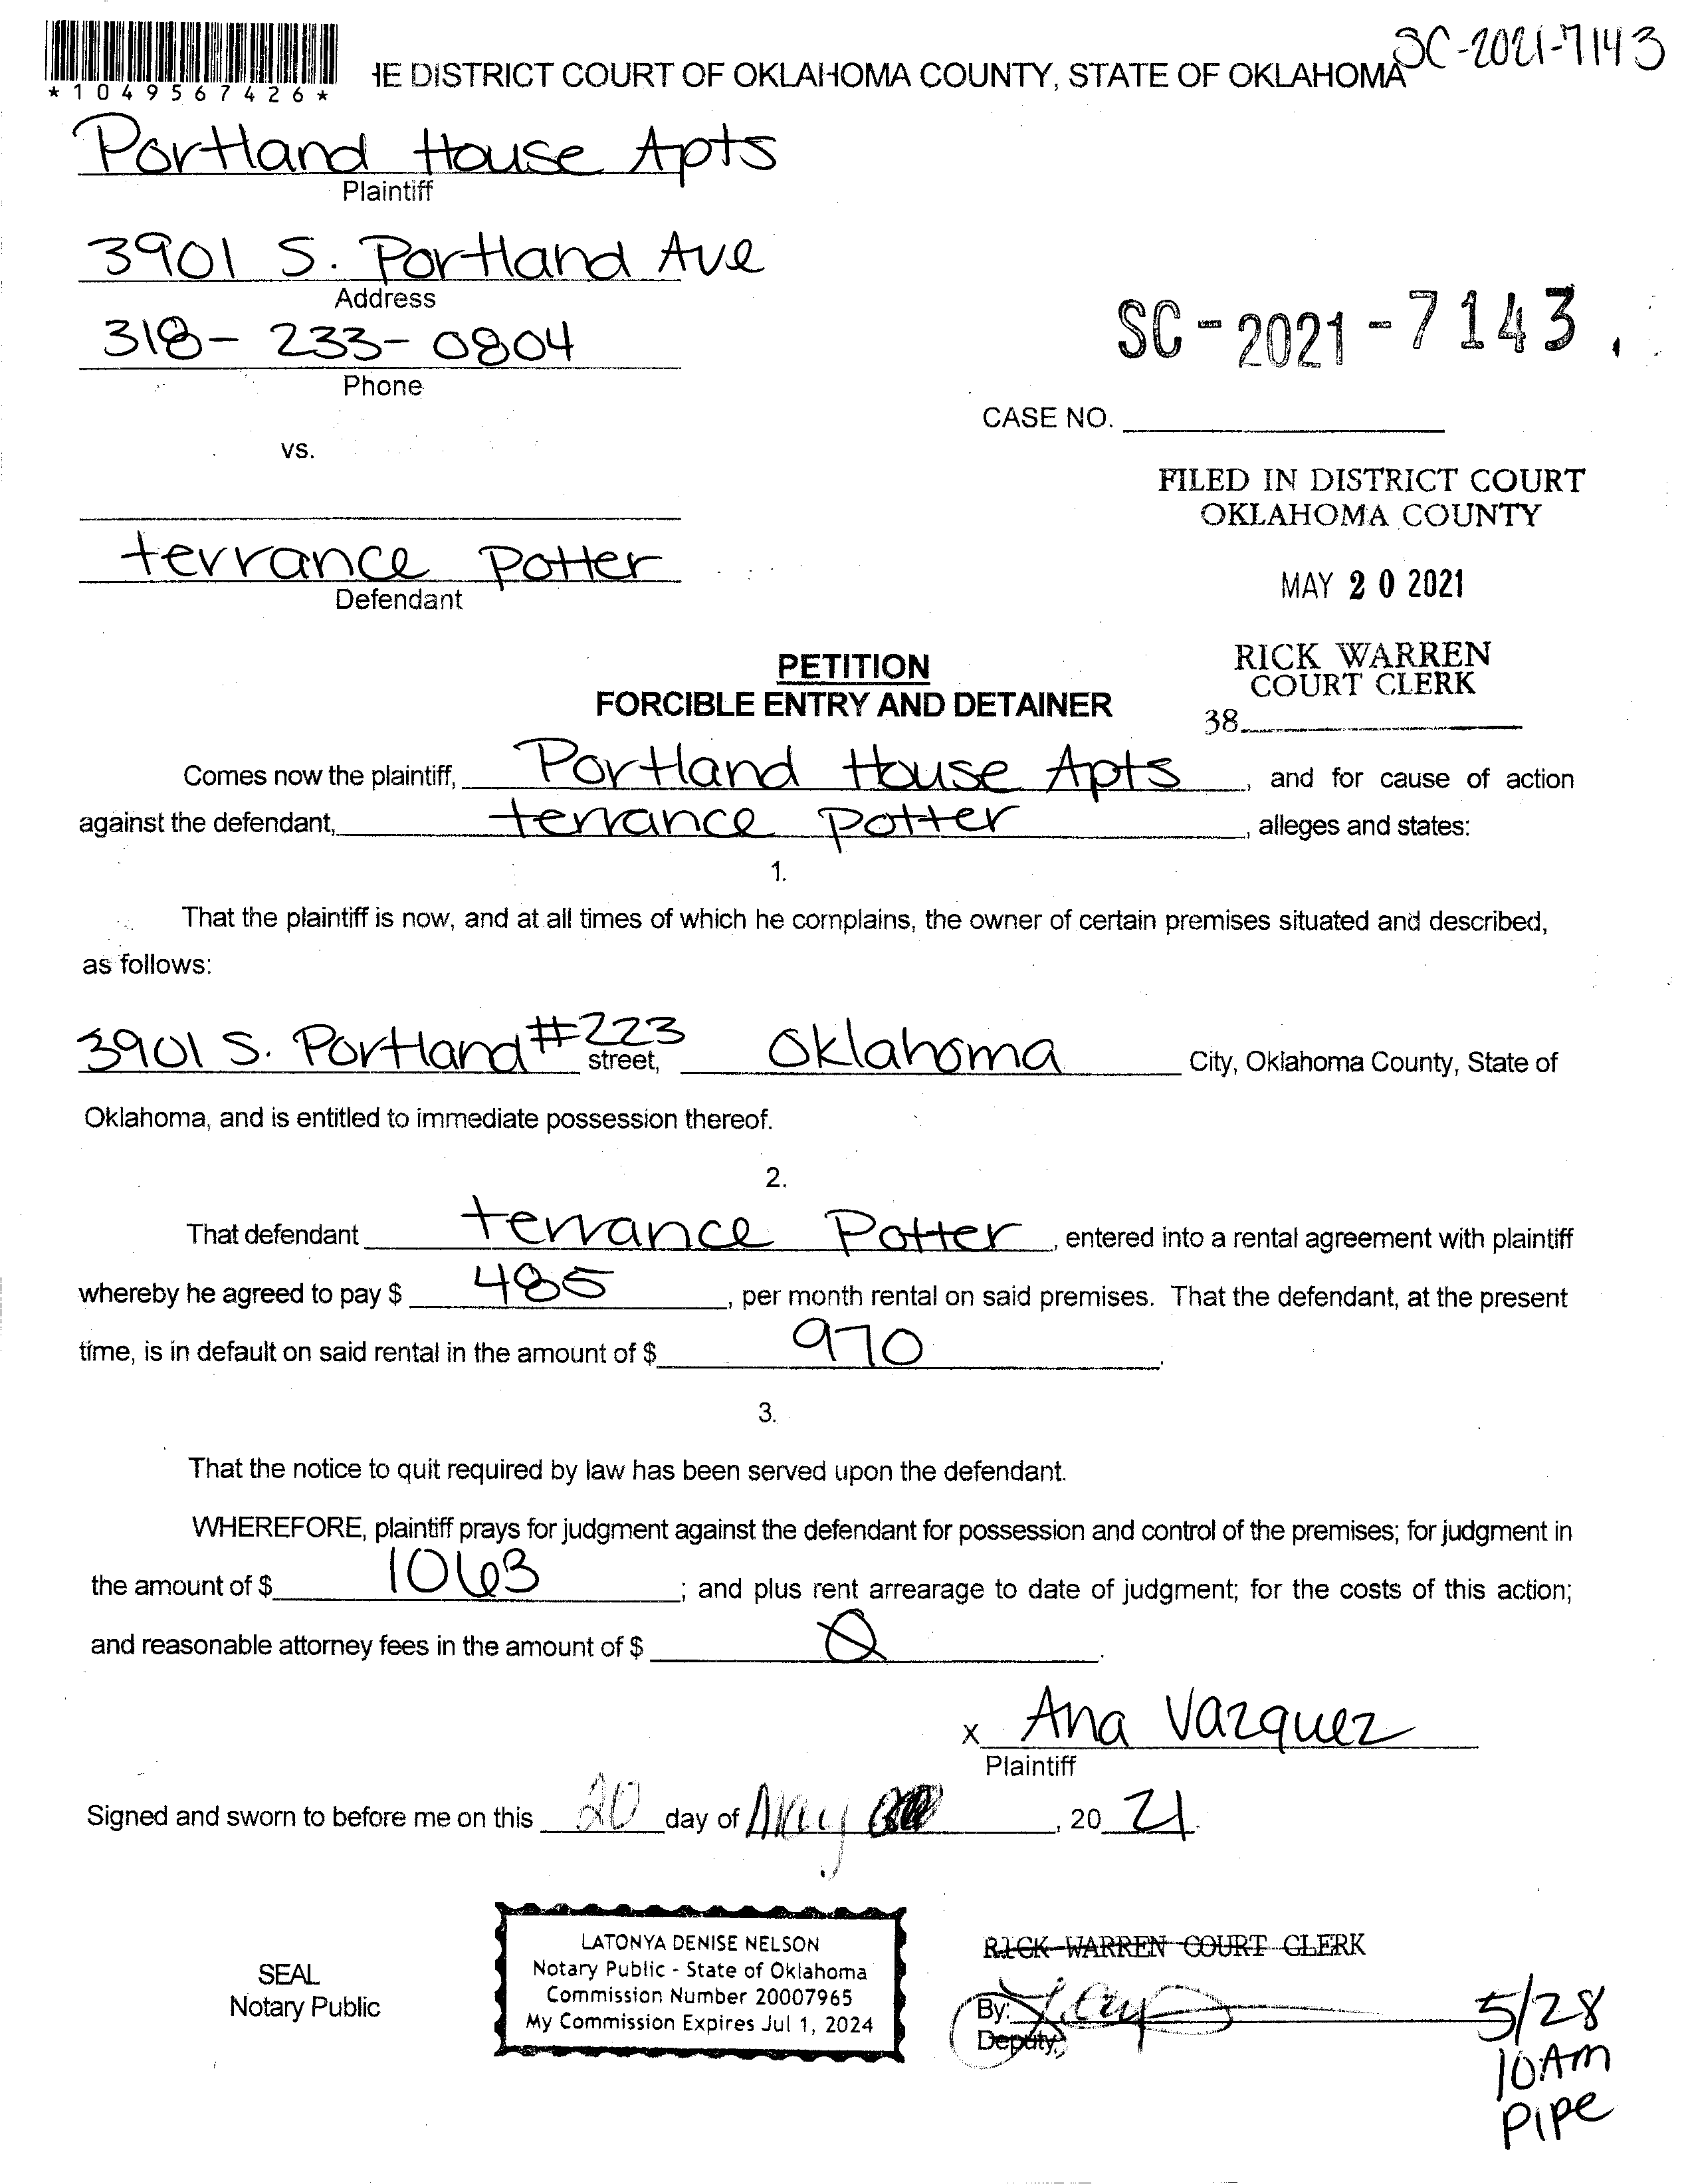 SC-2021-7143
*1049567426*
HE DISTRICT COURT OF OKLAHOMA COUNTY, STATE OF OKLAHOMA
Portland House Apts
Plaintiff
3901 S. Portland Ave
Address
318-233-0804
Phone
SC-2021-7143
CASE NO.
vs.
FILED IN DISTRICT COURT
OKLAHOMA COUNTY
terrance Potter
Defendant
MAY 20 2021
RICK WARREN
COURT CLERK
38
PETITION
FORCIBLE ENTRY AND DETAINER
Comes now the plaintiff, Portland House Apts, and for cause of action
against the defendant, terrance potter, alleges and states:
1.
That the plaintiff is now, and at all times of which he complains, the owner of certain premises situated and described,
as follows:
3901 S. Portland #223 street, Oklahoma City, Oklahoma County, State of
Oklahoma, and is entitled to immediate possession thereof.
2.
That defendant terrance Potter, entered into a rental agreement with plaintiff
whereby he agreed to pay $ 485, per month rental on said premises. That the defendant, at the present
time, is in default on said rental in the amount of $ 970.
3.
That the notice to quit required by law has been served upon the defendant.
WHEREFORE, plaintiff prays for judgment against the defendant for possession and control of the premises; for judgment in
the amount of $ 1063; and plus rent arrearage to date of judgment; for the costs of this action;
and reasonable attorney fees in the amount of $ 0.
x Ana Vazquez
Plaintiff
Signed and sworn to before me on this 20 day of May, 20 21.
SEAL
Notary Public
LATONYA DENISE NELSON
Notary Public - State of Oklahoma
Commission Number 20007965
My Commission Expires Jul 1, 2024
RICK WARREN COURT CLERK
By:
Deputy
5/28
10AM
PIPE